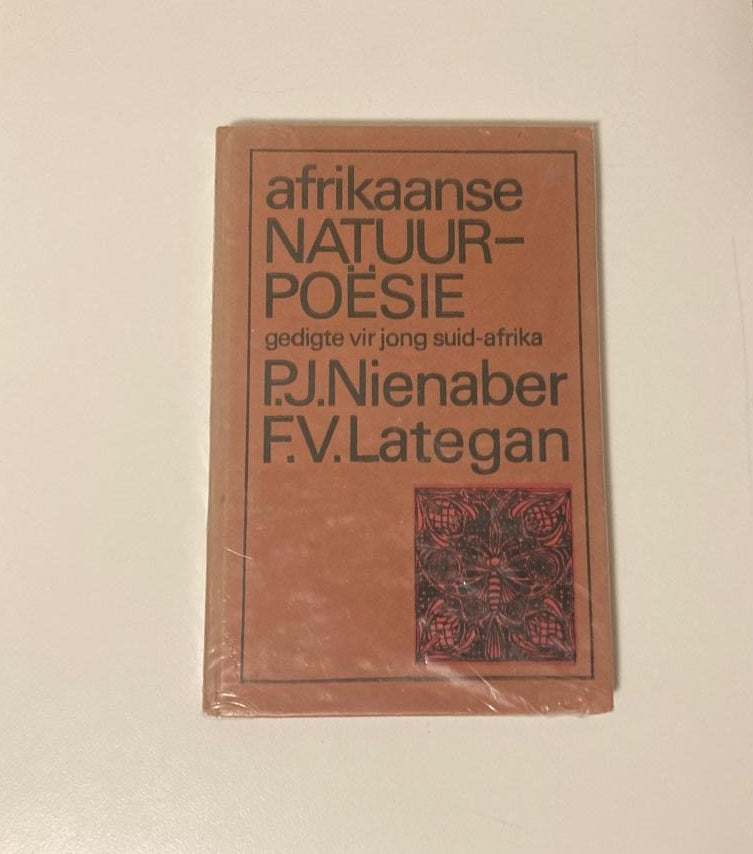 afrikaanse
NATUUR-
POËSIE
gedigte vir jong suid-afrika
P.J.Nienaber
F.V.Lategan